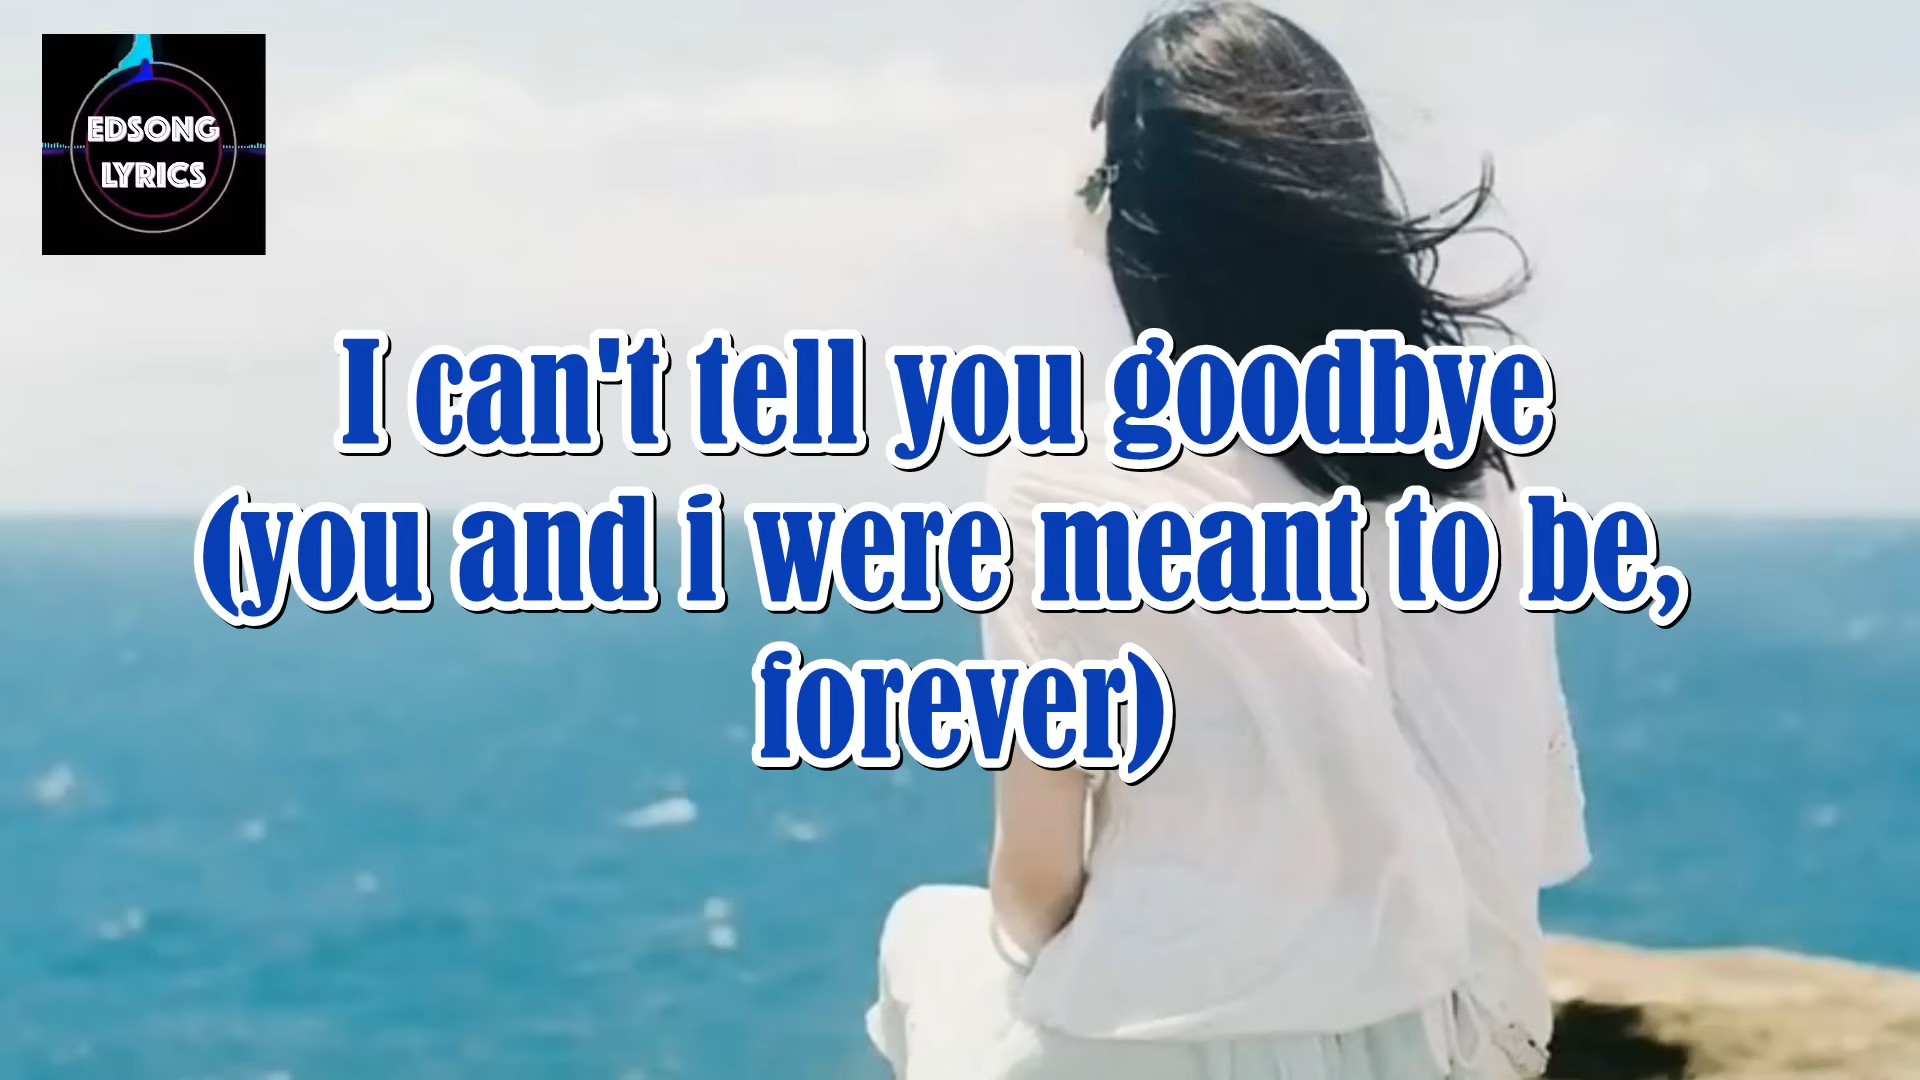 EDSONG
LYRICS
I can't tell you goodbye
(you and i were meant to be,
forever)